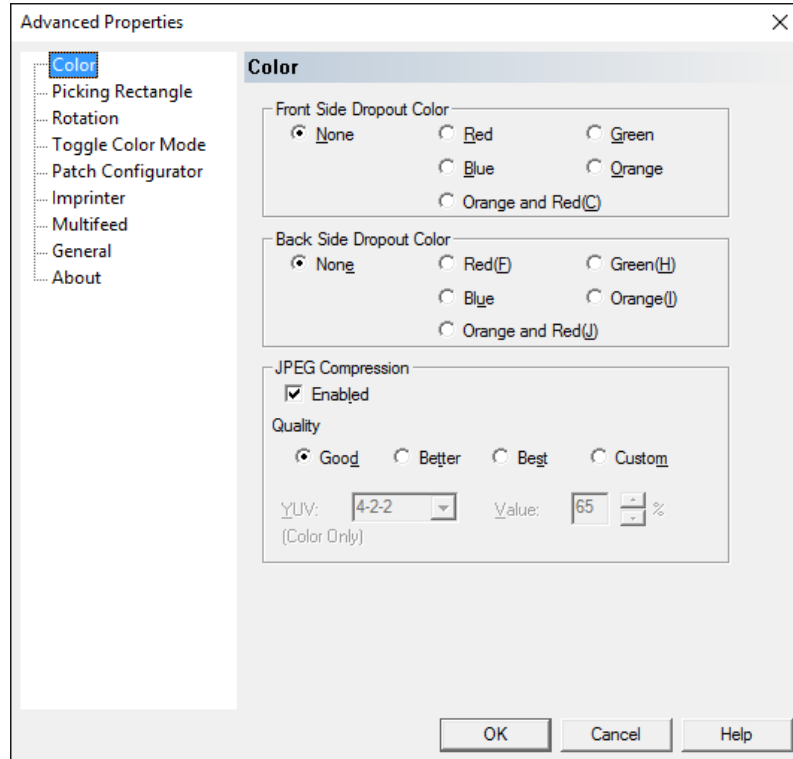 Advanced Properties
Color
Picking Rectangle
Rotation
Toggle Color Mode
Patch Configurator
Imprinter
Multifeed
General
About
Color
Front Side Dropout Color
None Red Green
Blue Orange
Orange and Red(C)
Back Side Dropout Color
None Red(F) Green(H)
Blue Orange(I)
Orange and Red(J)
JPEG Compression
Enabled
Quality
Good Better Best Custom
YUV: 4-2-2 Value: 65 %
(Color Only)
OK Cancel Help